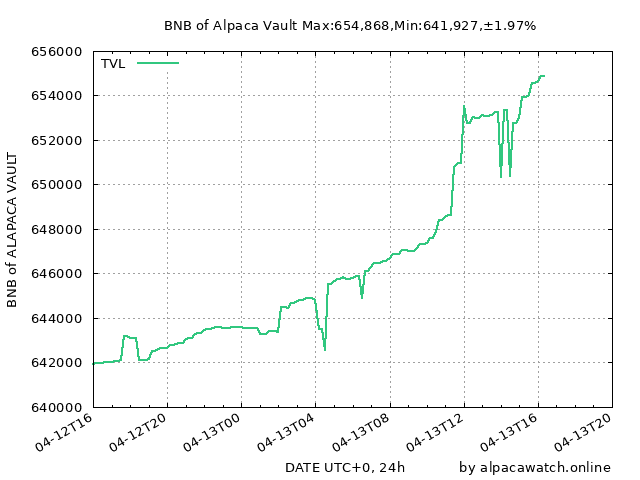 BNB of Alpaca Vault Max:654,868,Min:641,927,±1.97%
TVL
656000
654000
652000
650000
648000
646000
644000
642000
640000
BNB of ALAPACA VAULT
04-12T16
04-12T20
04-13T00
04-13T04
04-13T08
04-13T12
04-13T16
04-13T20
DATE UTC+0, 24h
by alpacawatch.online